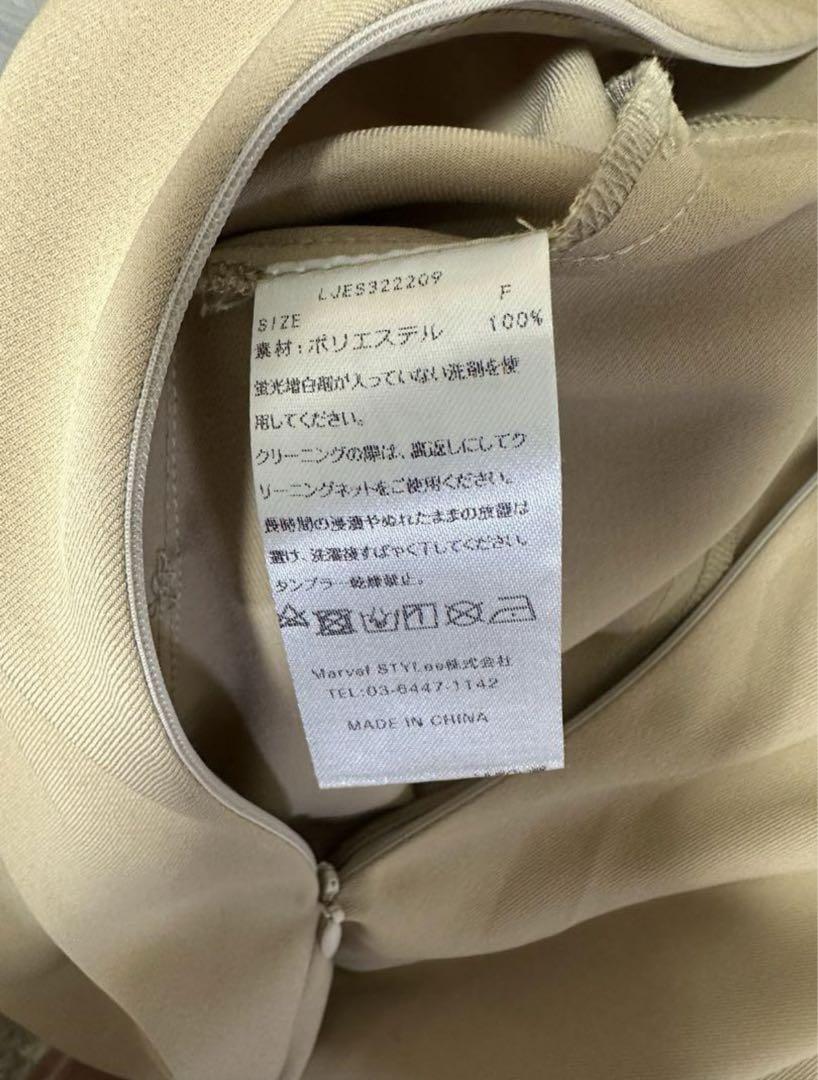 LJES322209
SIZE F
素材：ポリエステル 100%
蛍光増白剤が入っていない洗剤を使
用してください。
クリーニングの際は、裏返しにしてク
リーニングネットをご使用ください。
長時間の浸漬やぬれたままの放置は
避け、洗濯後すばやく干してください。
タンブラー乾燥禁止。
Marvel STYLee株式会社
TEL:03-6447-1142
MADE IN CHINA